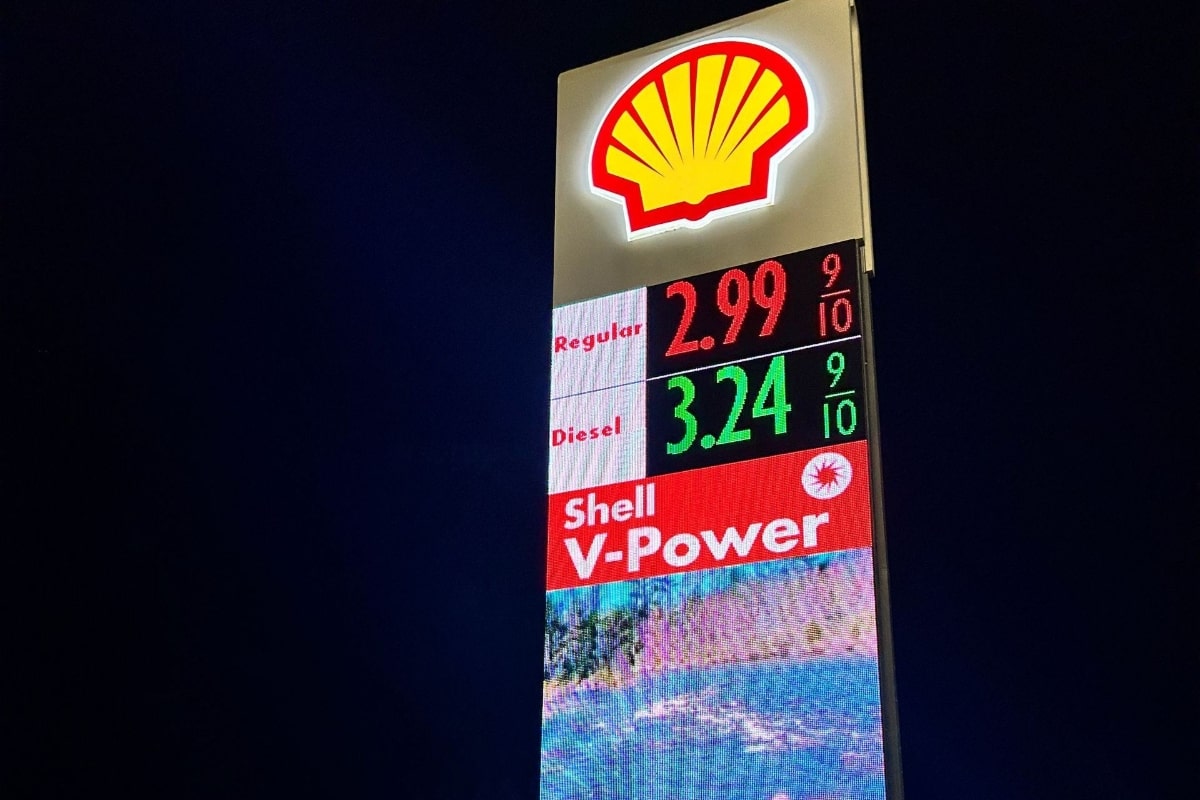 Regular 2.99 9/10
Diesel 3.24 9/10
Shell
V-Power